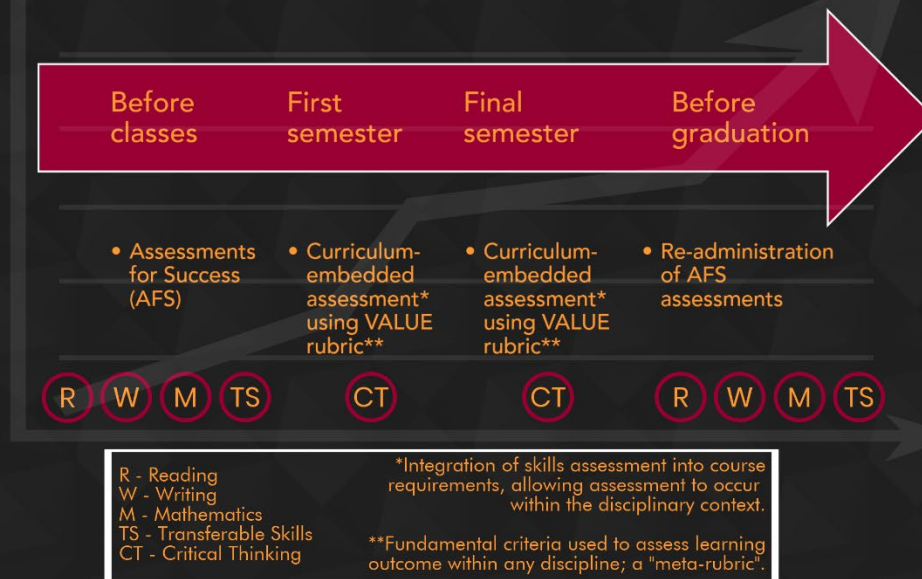 Before classes
First semester
Final semester
Before graduation
• Assessments
for Success
(AFS)
• Curriculum-
embedded
assessment*
using VALUE
rubric**
• Curriculum-
embedded
assessment*
using VALUE
rubric**
• Re-administration
of AFS
assessments
R W M TS
CT
CT
R W M TS
R - Reading
W - Writing
M - Mathematics
TS - Transferable Skills
CT - Critical Thinking
*Integration of skills assessment into course
requirements, allowing assessment to occur
within the disciplinary context.
**Fundamental criteria used to assess learning
outcome within any discipline; a "meta-rubric".